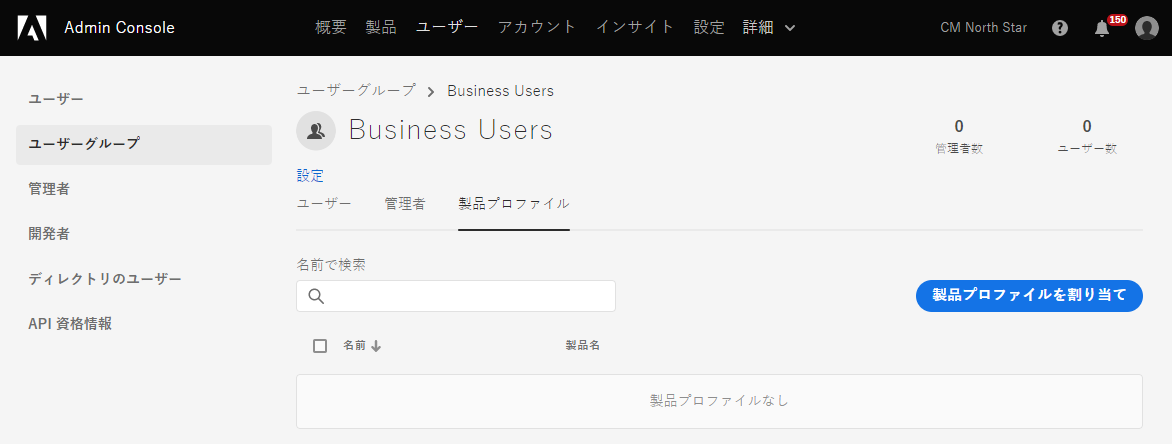 Admin Console 概要 製品 ユーザー アカウント インサイト 設定 詳細 CM North Star ? 150
ユーザー
ユーザーグループ
管理者
開発者
ディレクトリのユーザー
API 資格情報
ユーザーグループ > Business Users
Business Users
0 0
管理者数 ユーザー数
設定
ユーザー 管理者 製品プロファイル
名前で検索
製品プロファイルを割り当て
名前 製品名
製品プロファイルなし